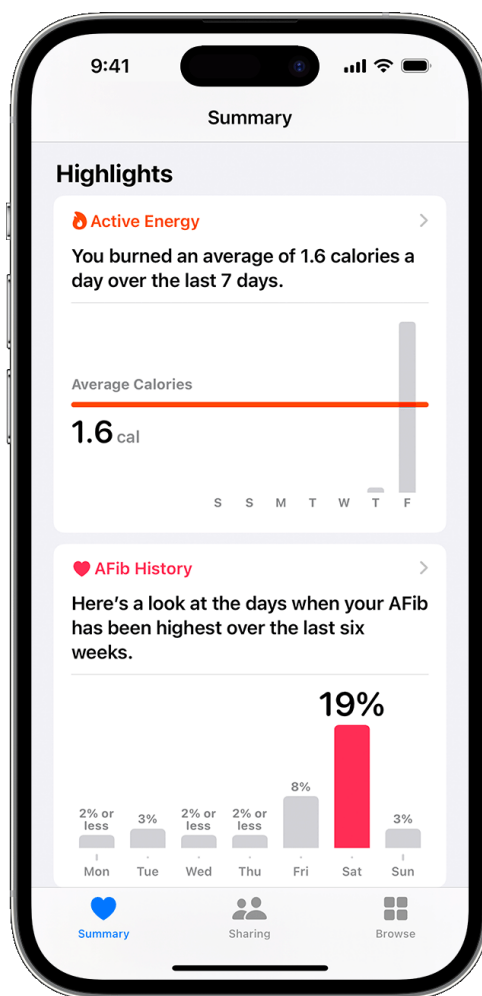 9:41
Summary
Highlights
Active Energy
You burned an average of 1.6 calories a
day over the last 7 days.
Average Calories
1.6 cal
S S M T W T F
AFib History
Here’s a look at the days when your AFib
has been highest over the last six
weeks.
19%
8%
2% or less
3%
2% or less
2% or less
3%
Mon Tue Wed Thu Fri Sat Sun
Summary Sharing Browse